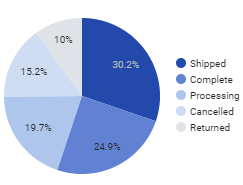 10%
30.2%
15.2%
19.7%
24.9%
Shipped
Complete
Processing
Cancelled
Returned